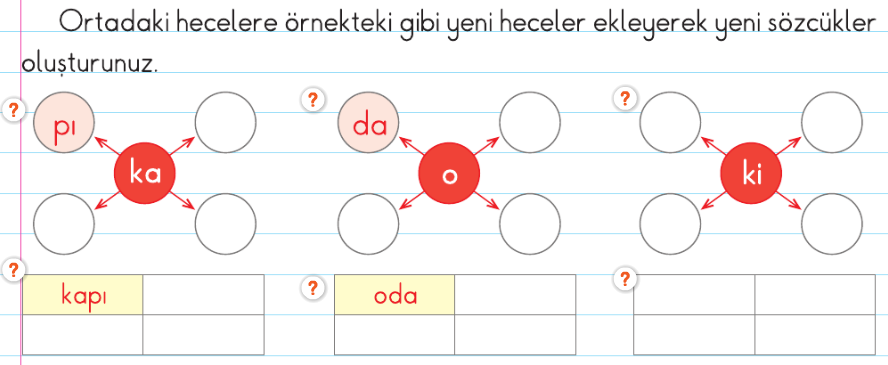 Ortadaki hecelere örnekteki gibi yeni heceler ekleyerek yeni sözcükler
oluşturunuz.
? ? ?
pı da
ka o ki
? ? ?
kapı oda